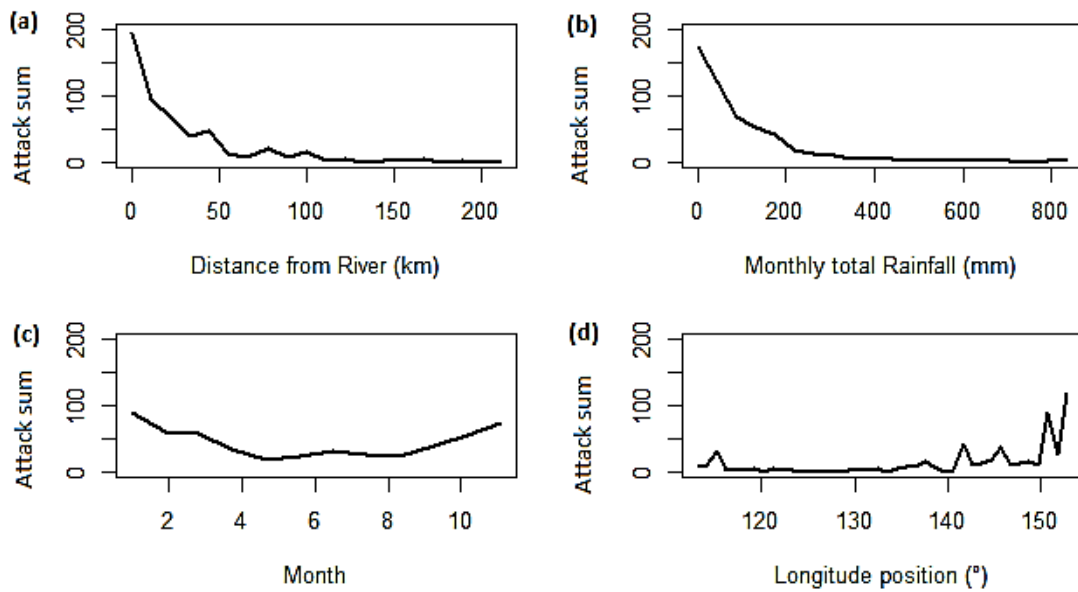 (a)
200
100
0
Attack sum
0 50 100 150 200
Distance from River (km)
(b)
200
100
0
Attack sum
0 200 400 600 800
Monthly total Rainfall (mm)
(c)
200
100
0
Attack sum
2 4 6 8 10
Month
(d)
200
100
0
Attack sum
120 130 140 150
Longitude position (°)